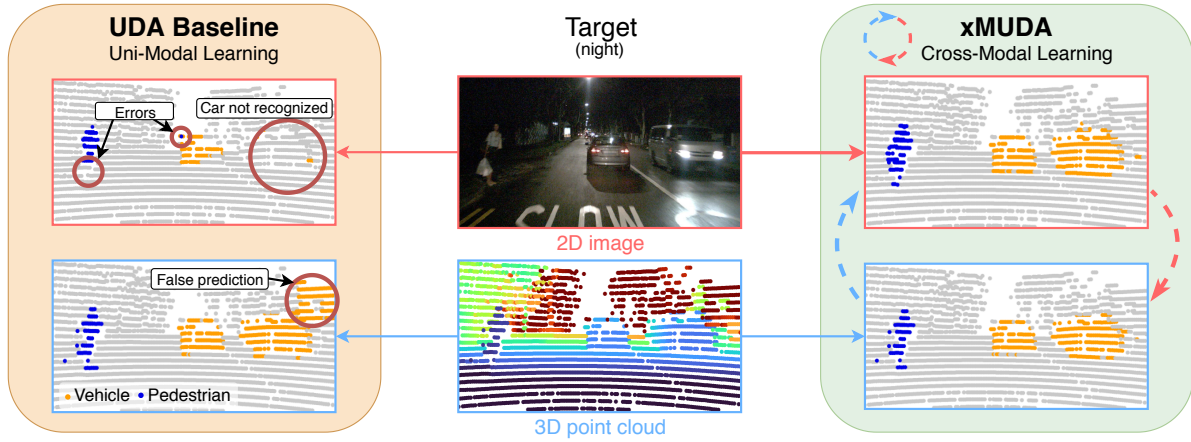 UDA Baseline
Uni-Modal Learning
Errors
Car not recognized
False prediction
Vehicle
Pedestrian
Target
(night)
SLOW
2D image
3D point cloud
xMUDA
Cross-Modal Learning